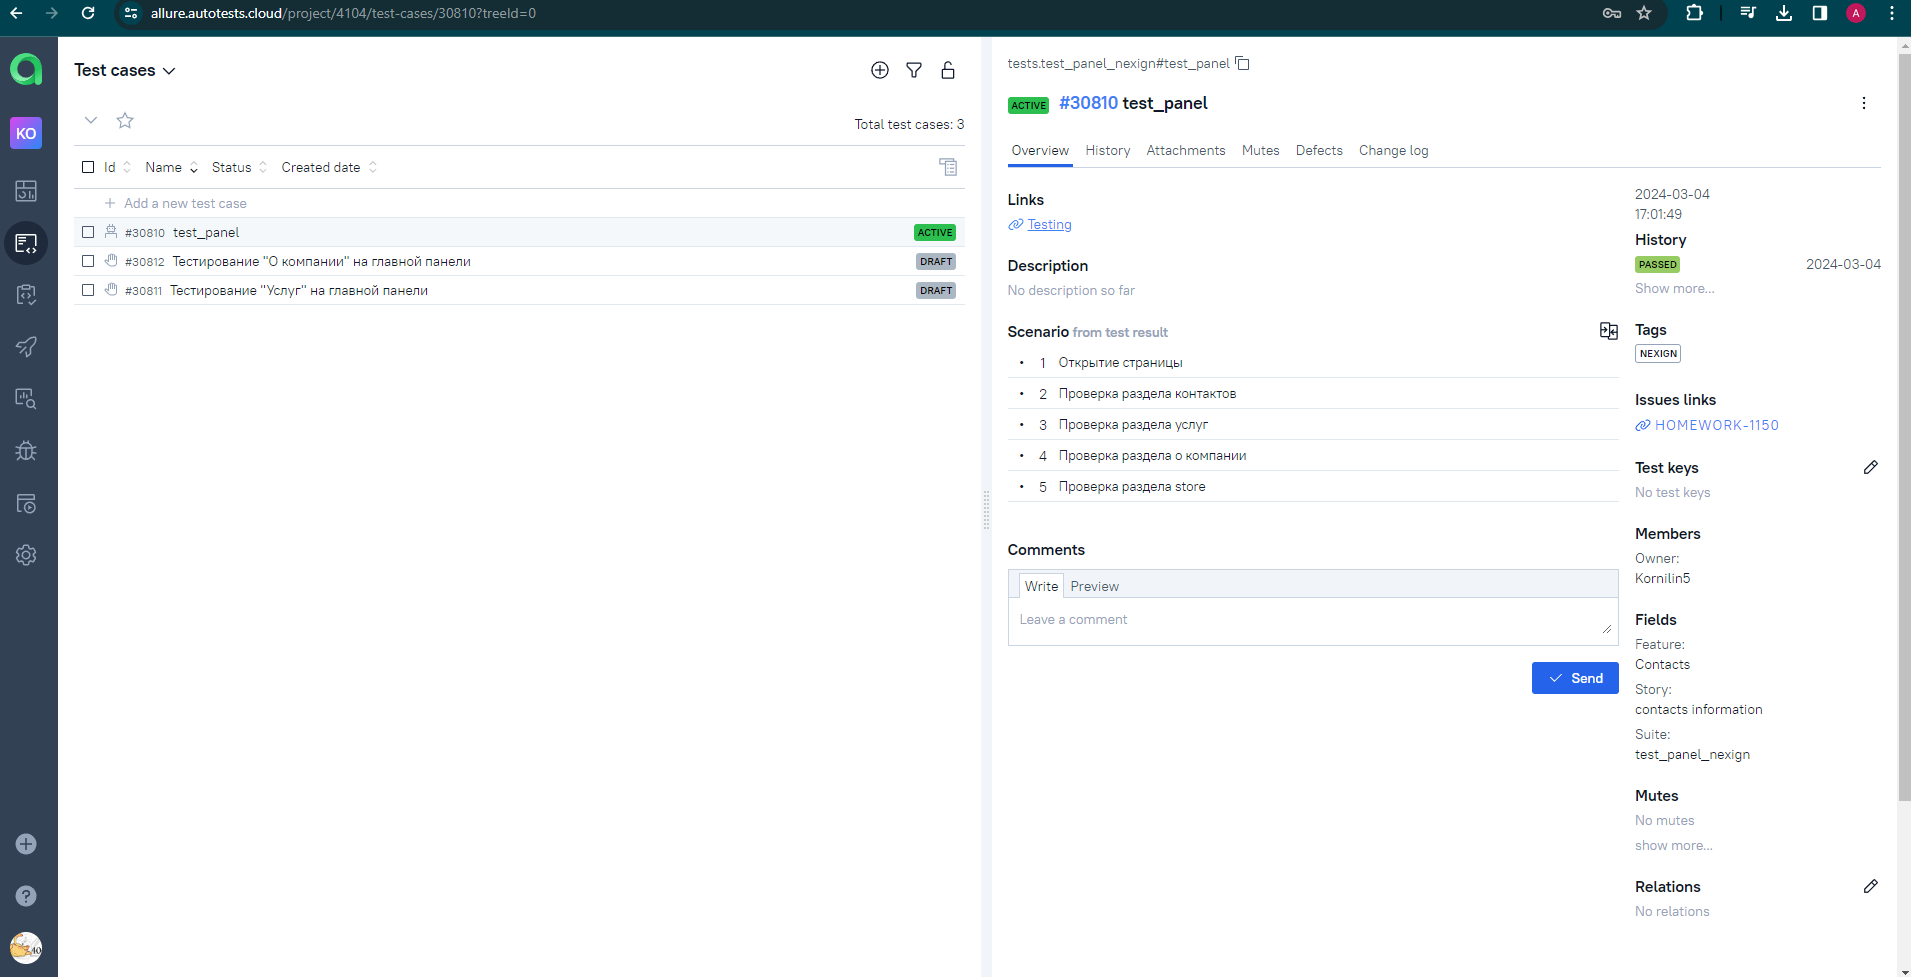 allure.autotests.cloud/project/4104/test-cases/30810?treeId=0
A
KO
Test cases
Total test cases: 3
Id Name Status Created date
+ Add a new test case
#30810 test_panel ACTIVE
#30812 Тестирование "О компании" на главной панели DRAFT
#30811 Тестирование "Услуг" на главной панели DRAFT
tests.test_panel_nexign#test_panel
ACTIVE #30810 test_panel
Overview History Attachments Mutes Defects Change log
Links
Testing
Description
No description so far
Scenario from test result
• 1 Открытие страницы
• 2 Проверка раздела контактов
• 3 Проверка раздела услуг
• 4 Проверка раздела о компании
• 5 Проверка раздела store
Comments
Write Preview
Leave a comment
Send
2024-03-04
17:01:49
History
PASSED 2024-03-04
Show more...
Tags
NEXIGN
Issues links
HOMEWORK-1150
Test keys
No test keys
Members
Owner:
Kornilin5
Fields
Feature:
Contacts
Story:
contacts information
Suite:
test_panel_nexign
Mutes
No mutes
show more...
Relations
No relations
?
40